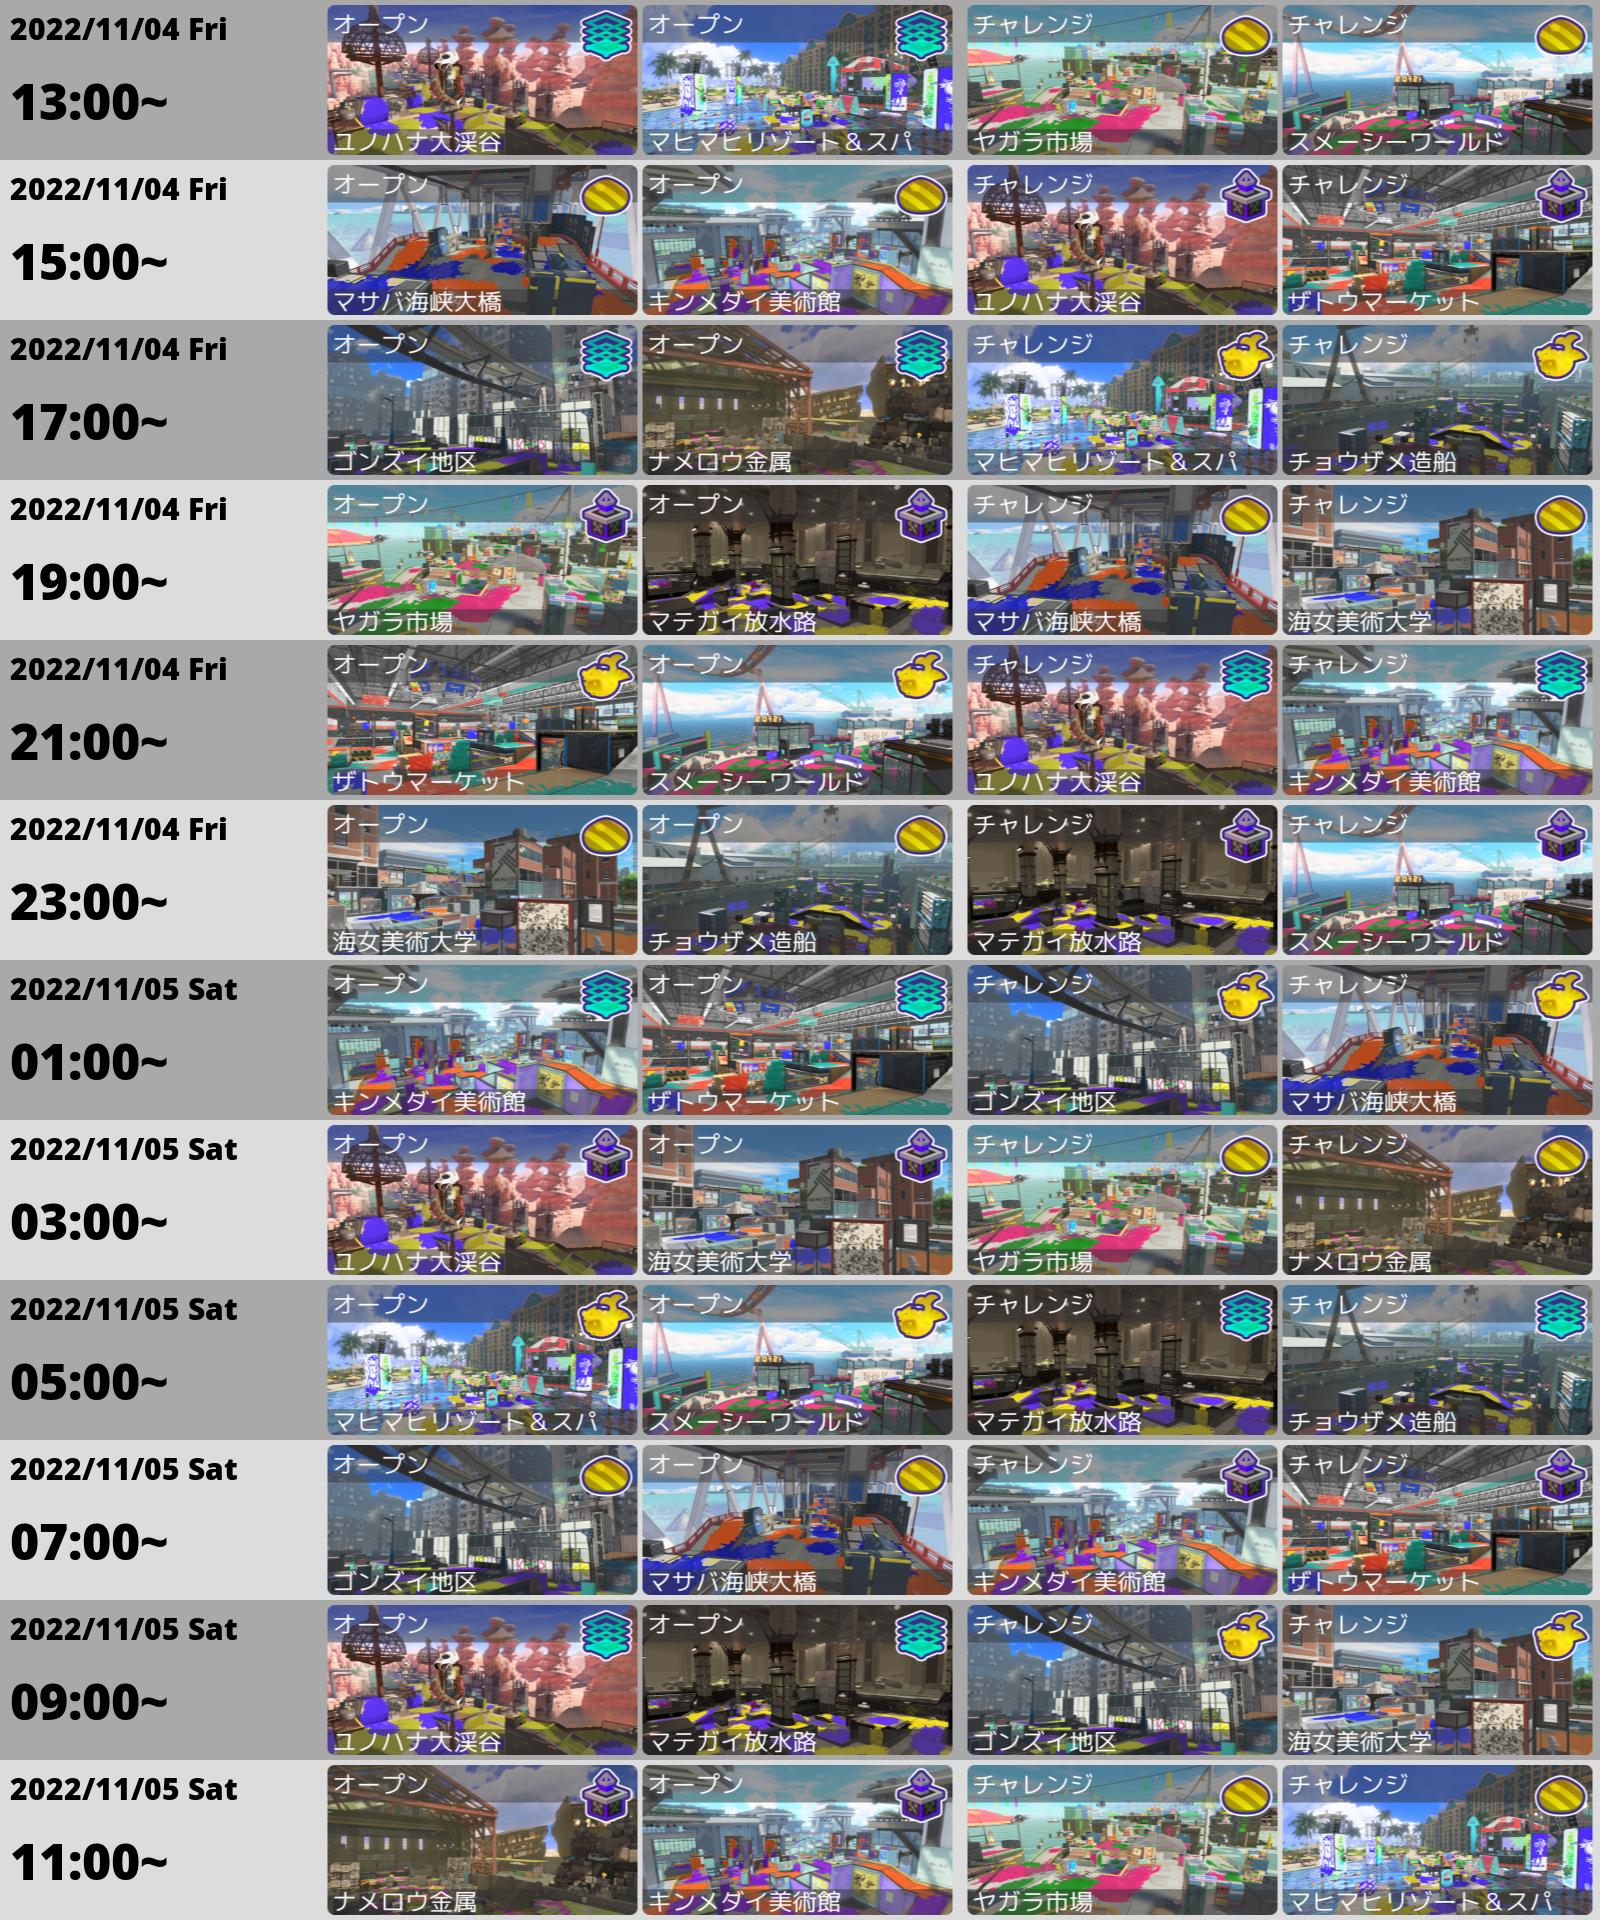 2022/11/04 Fri
13:00~
オープン
ユノハナ大渓谷
オープン
マヒマヒリゾート＆スパ
チャレンジ
ヤガラ市場
チャレンジ
スメーシーワールド
2022/11/04 Fri
15:00~
オープン
マサバ海峡大橋
オープン
キンメダイ美術館
チャレンジ
ユノハナ大渓谷
チャレンジ
ザトウマーケット
2022/11/04 Fri
17:00~
オープン
ゴンズイ地区
オープン
ナメロウ金属
チャレンジ
マヒマヒリゾート＆スパ
チャレンジ
チョウザメ造船
2022/11/04 Fri
19:00~
オープン
ヤガラ市場
オープン
マテガイ放水路
チャレンジ
マサバ海峡大橋
チャレンジ
海女美術大学
2022/11/04 Fri
21:00~
オープン
ザトウマーケット
オープン
スメーシーワールド
チャレンジ
ユノハナ大渓谷
チャレンジ
キンメダイ美術館
2022/11/04 Fri
23:00~
オープン
海女美術大学
オープン
チョウザメ造船
チャレンジ
マテガイ放水路
チャレンジ
スメーシーワールド
2022/11/05 Sat
01:00~
オープン
キンメダイ美術館
オープン
ザトウマーケット
チャレンジ
ゴンズイ地区
チャレンジ
マサバ海峡大橋
2022/11/05 Sat
03:00~
オープン
ユノハナ大渓谷
オープン
海女美術大学
チャレンジ
ヤガラ市場
チャレンジ
ナメロウ金属
2022/11/05 Sat
05:00~
オープン
マヒマヒリゾート＆スパ
オープン
スメーシーワールド
チャレンジ
マテガイ放水路
チャレンジ
チョウザメ造船
2022/11/05 Sat
07:00~
オープン
ゴンズイ地区
オープン
マサバ海峡大橋
チャレンジ
キンメダイ美術館
チャレンジ
ザトウマーケット
2022/11/05 Sat
09:00~
オープン
ユノハナ大渓谷
オープン
マテガイ放水路
チャレンジ
ゴンズイ地区
チャレンジ
海女美術大学
2022/11/05 Sat
11:00~
オープン
ナメロウ金属
オープン
キンメダイ美術館
チャレンジ
ヤガラ市場
チャレンジ
マヒマヒリゾート＆スパ